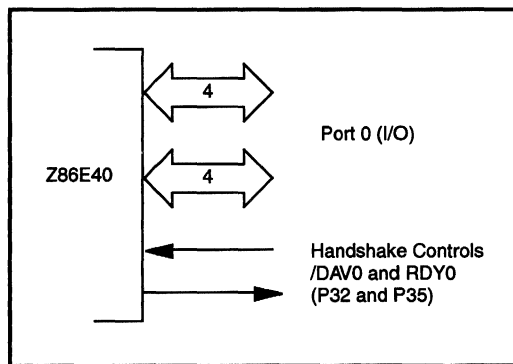 4
Port 0 (I/O)
Z86E40
4
Handshake Controls
/DAV0 and RDY0
(P32 and P35)